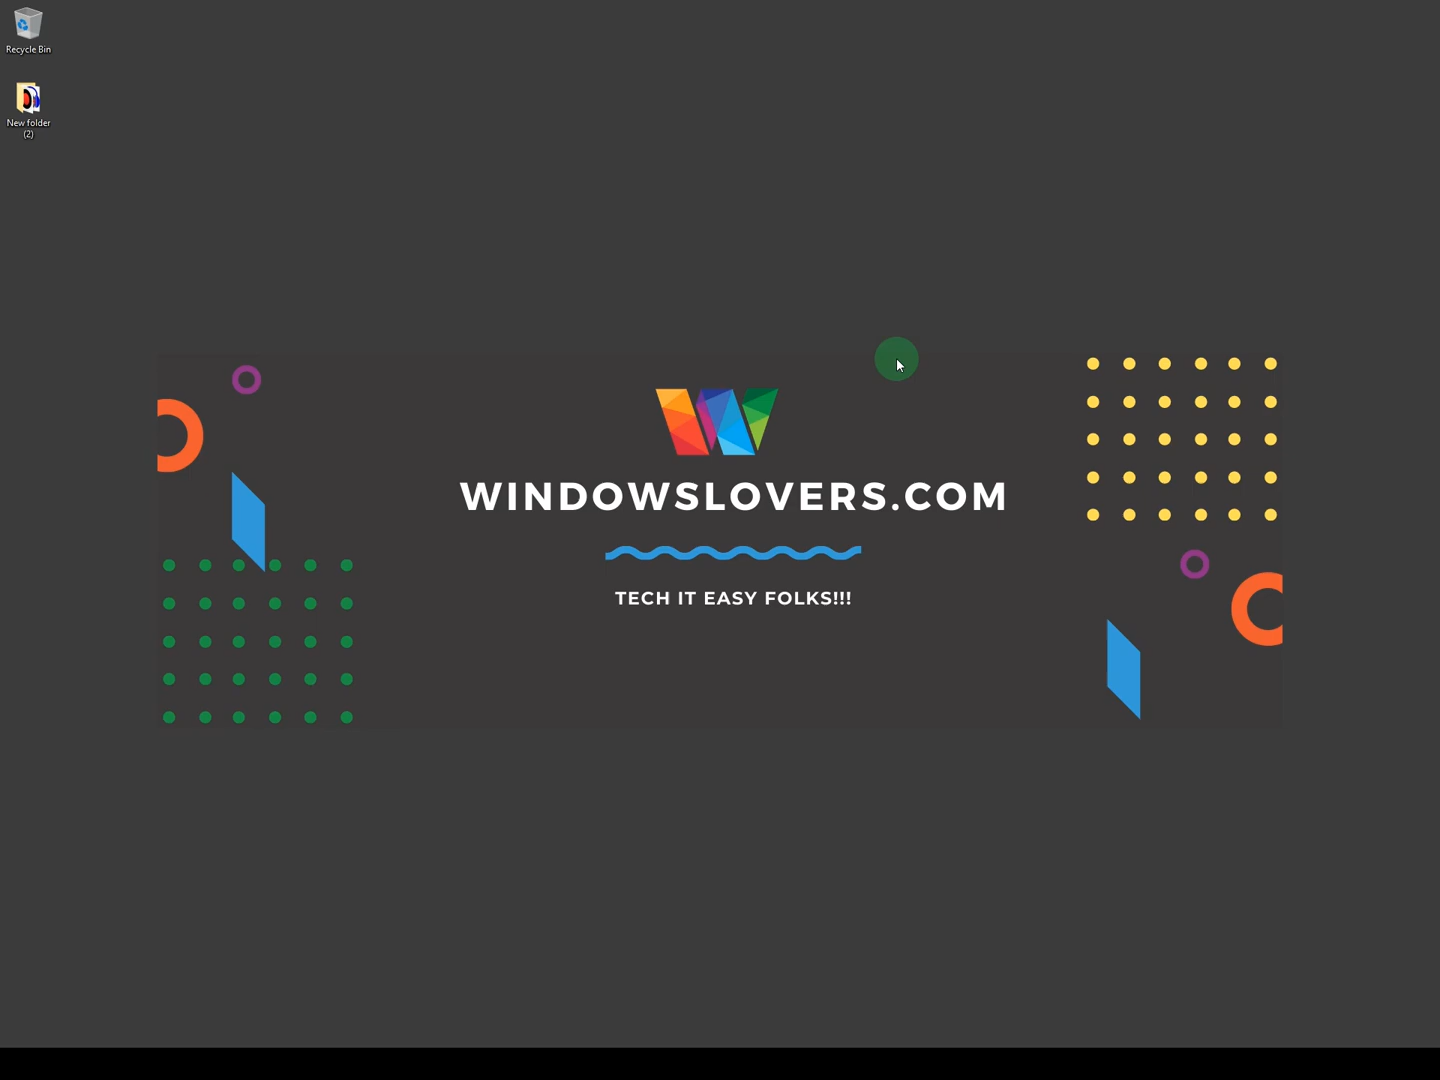 Recycle Bin
New folder
(2)
WINDOWSLOVERS.COM
TECH IT EASY FOLKS!!!